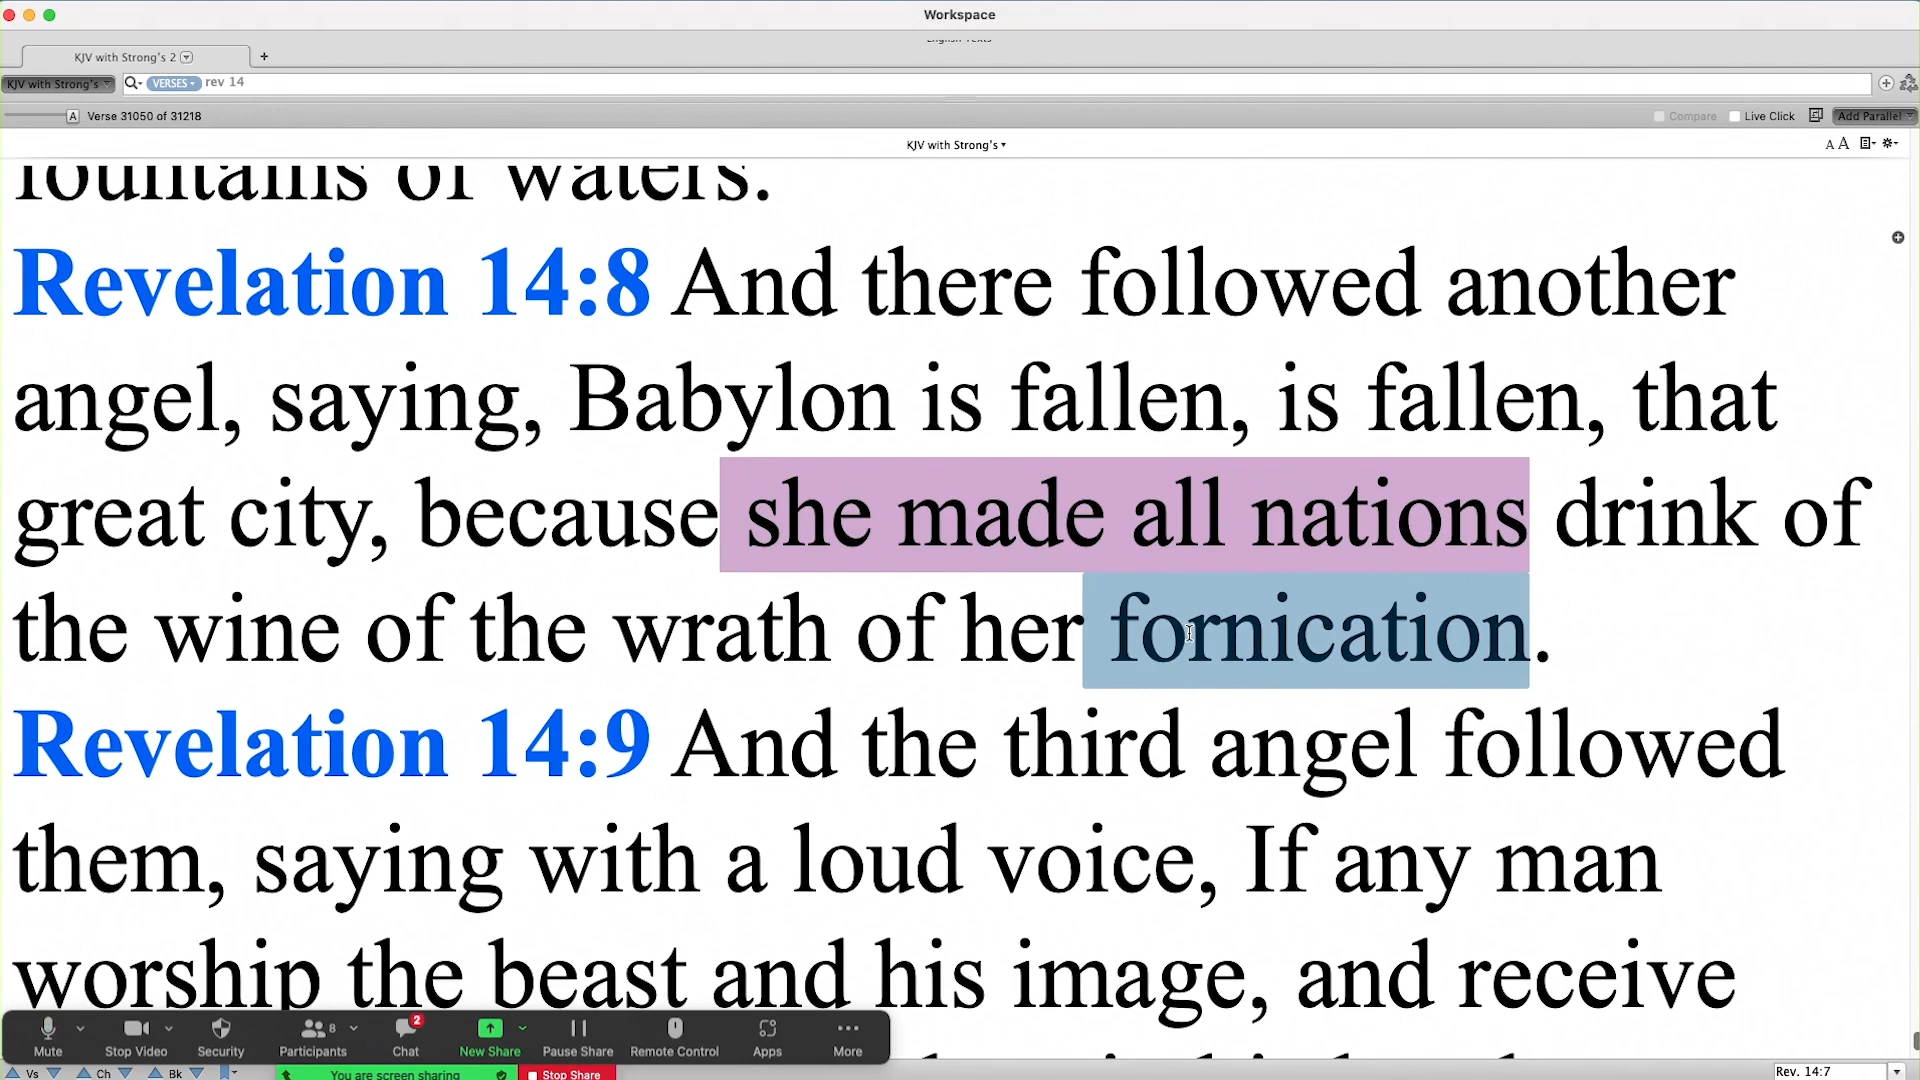 Workspace
English Texts
KJV with Strong's 2
+
KJV with Strong's
VERSES
rev 14
A Verse 31050 of 31218
Compare
Live Click
Add Parallel
KJV with Strong's
A A
fountains of waters.
Revelation 14:8 And there followed another
angel, saying, Babylon is fallen, is fallen, that
great city, because she made all nations drink of
the wine of the wrath of her fornication.
Revelation 14:9 And the third angel followed
them, saying with a loud voice, If any man
worship the beast and his image, and receive
8
2
Mute
Stop Video
Security
Participants
Chat
New Share
Pause Share
Remote Control
Apps
More
Vs
Ch
Bk
You are screen sharing
Stop Share
Rev. 14:7